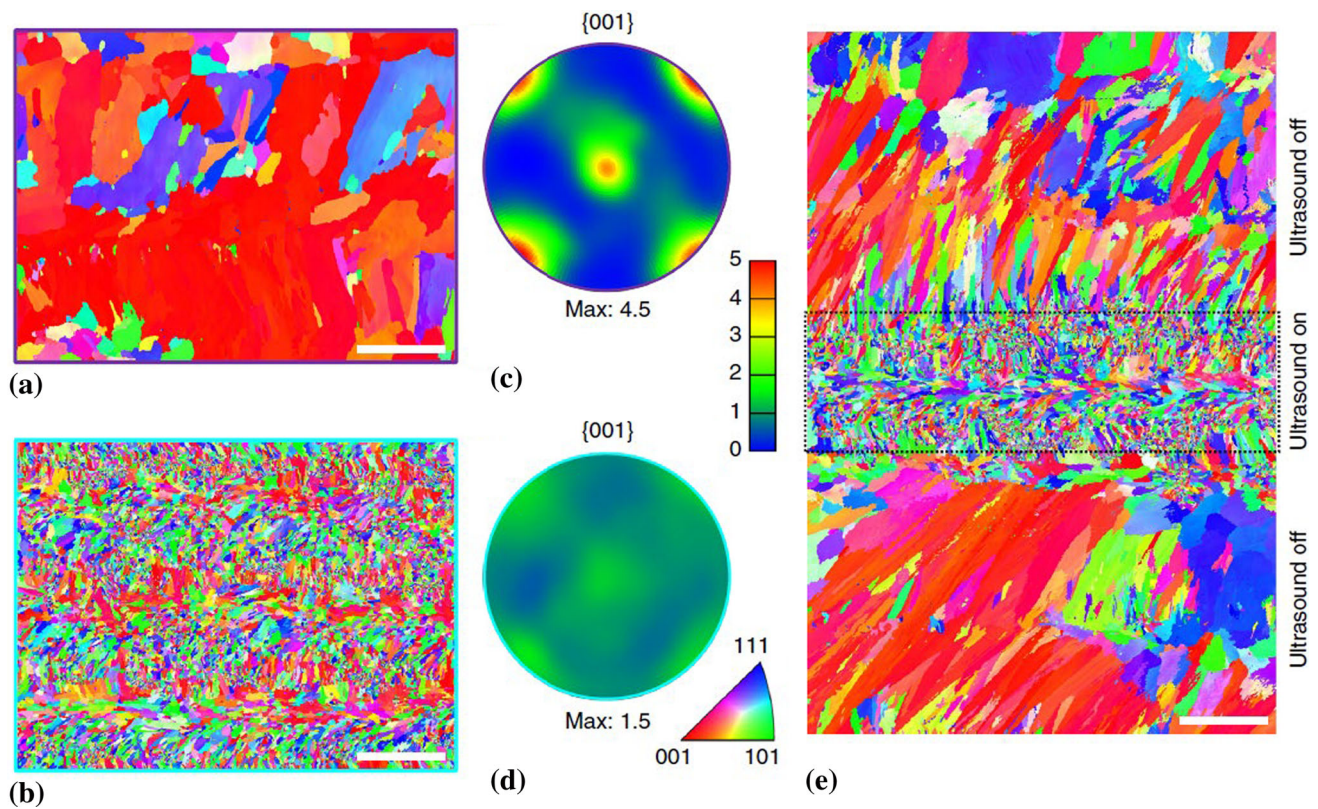 (a)
(b)
{001}
Max: 4.5
(c)
5
4
3
2
1
0
{001}
Max: 1.5
(d)
111
001
101
Ultrasound off
Ultrasound on
Ultrasound off
(e)